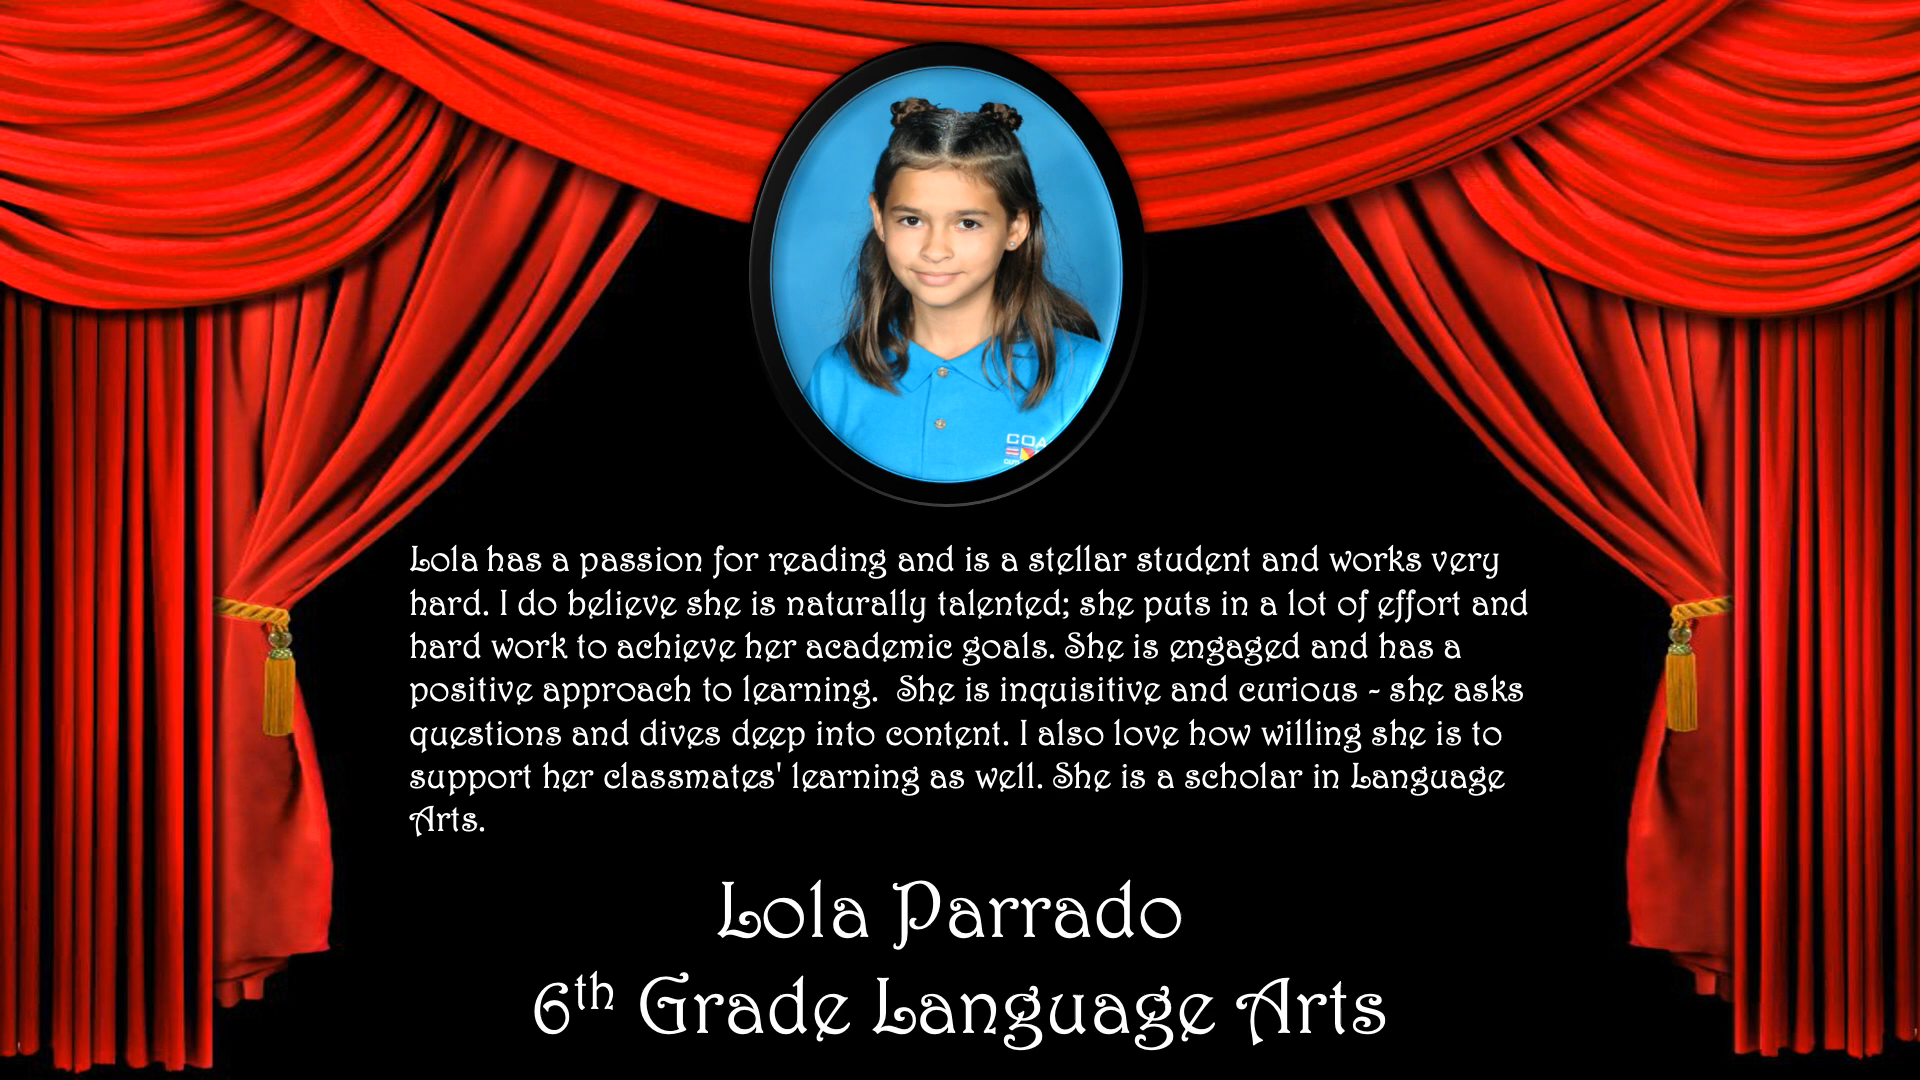 COA
Lola has a passion for reading and is a stellar student and works very
hard. I do believe she is naturally talented; she puts in a lot of effort and
hard work to achieve her academic goals. She is engaged and has a
positive approach to learning.  She is inquisitive and curious - she asks
questions and dives deep into content. I also love how willing she is to
support her classmates' learning as well. She is a scholar in Language
Arts.
Lola Parrado
6th Grade Language Arts